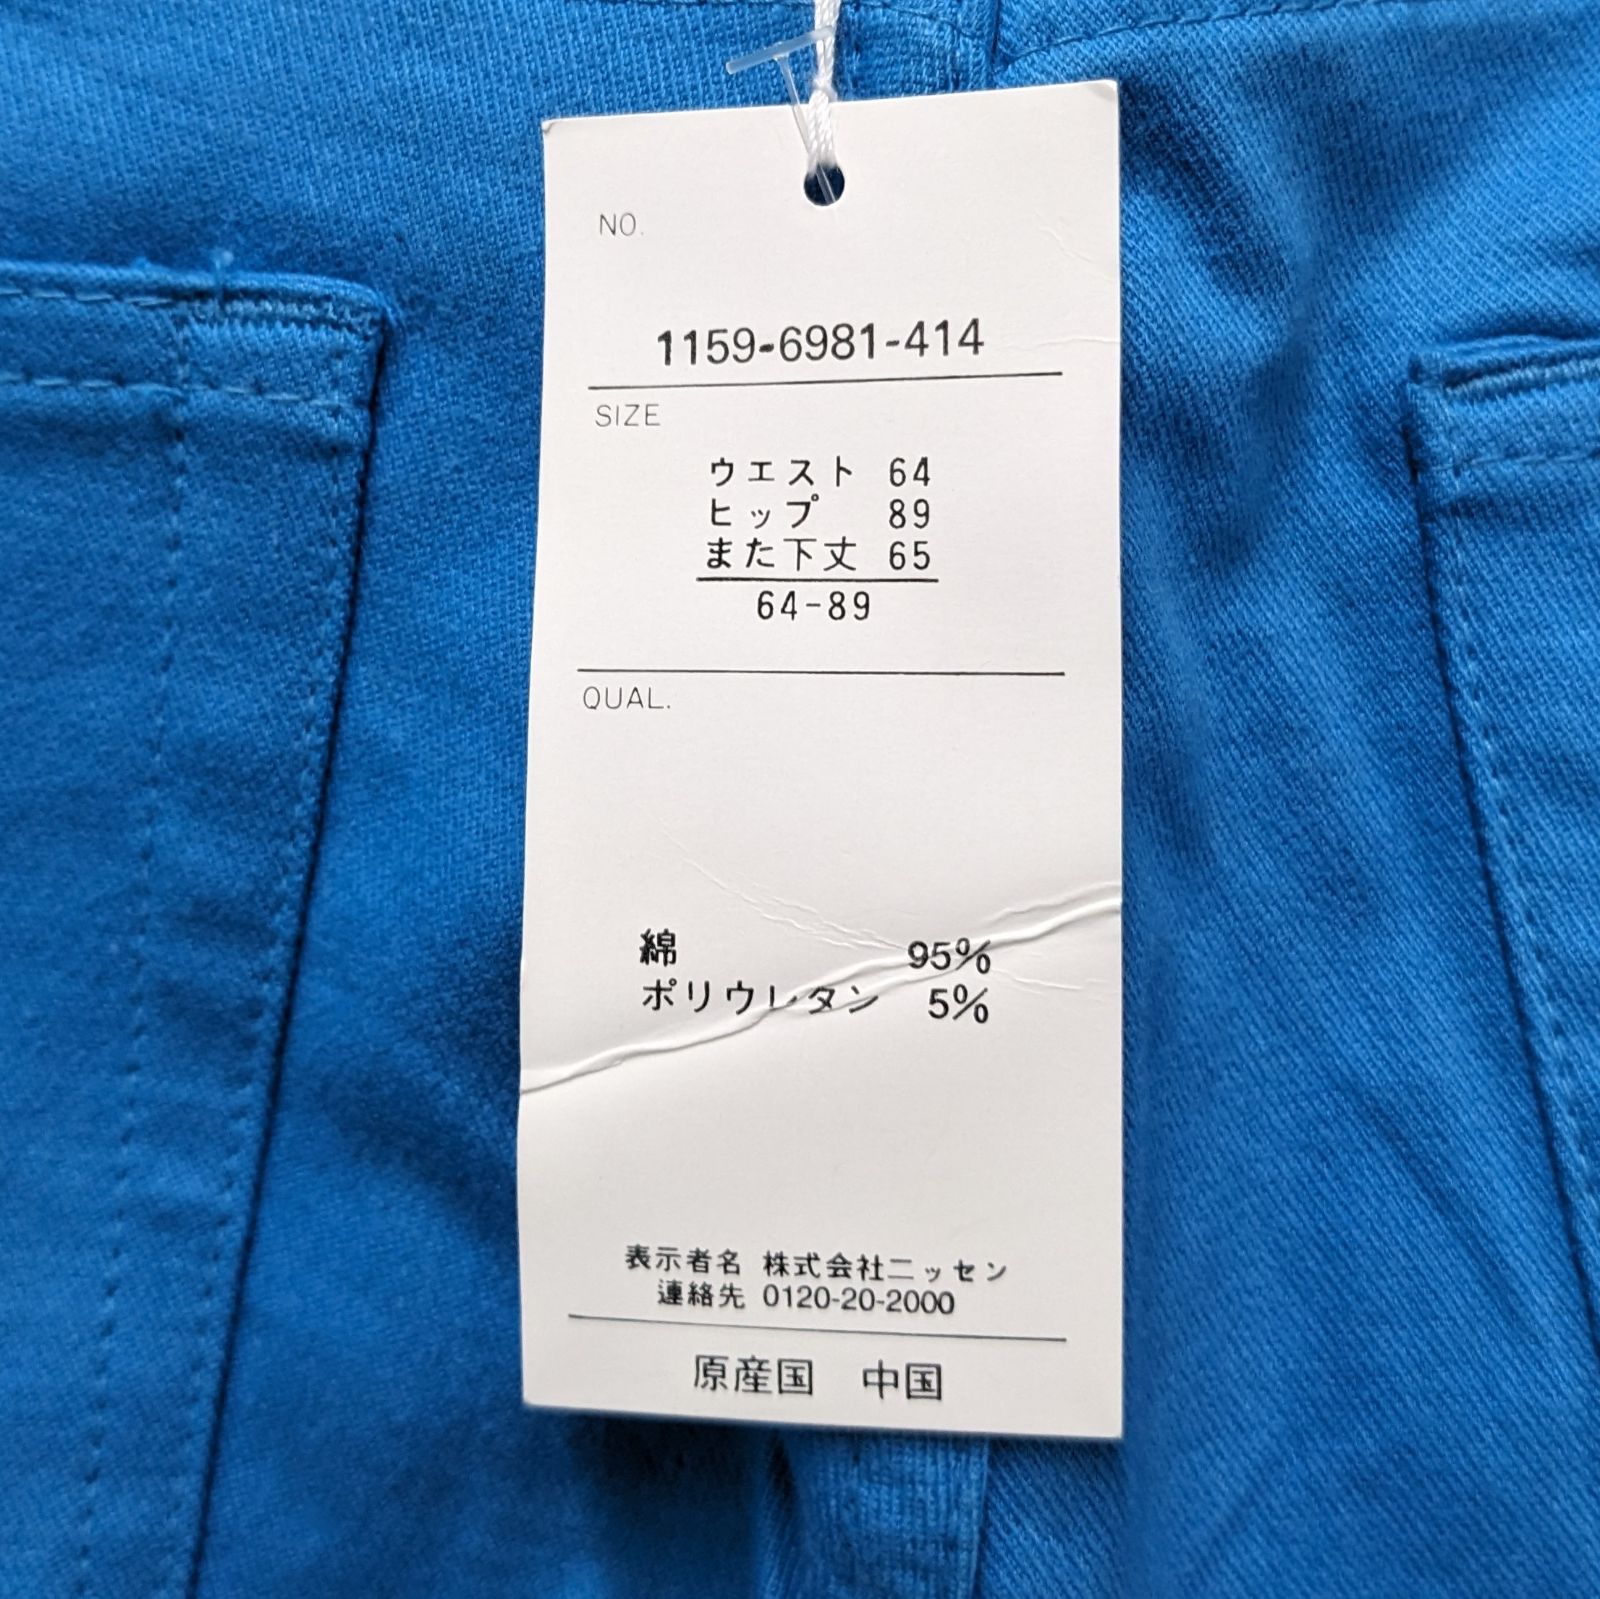 NO.
1159-6981-414
SIZE
ウエスト 64
ヒップ 89
また下丈 65
64-89
QUAL.
綿 95%
ポリウレタン 5%
表示者名 株式会社ニッセン
連絡先 0120-20-2000
原産国 中国